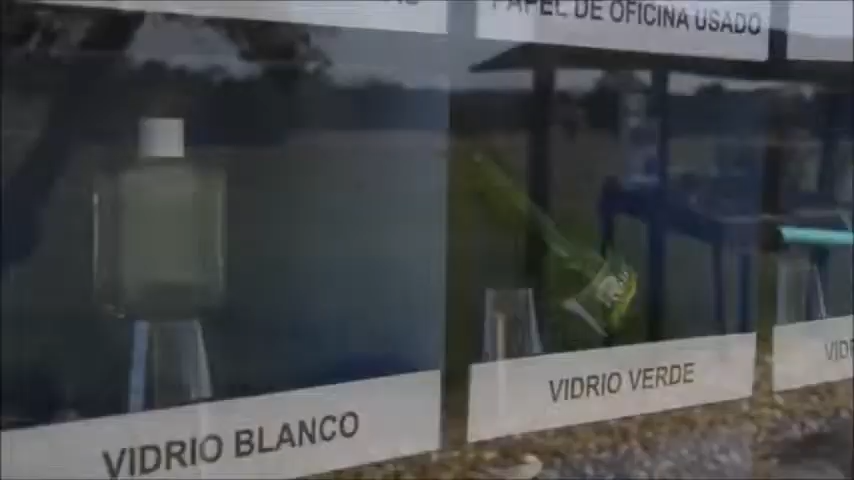 PAPEL DE OFICINA USADO
VIDRIO BLANCO
VIDRIO VERDE